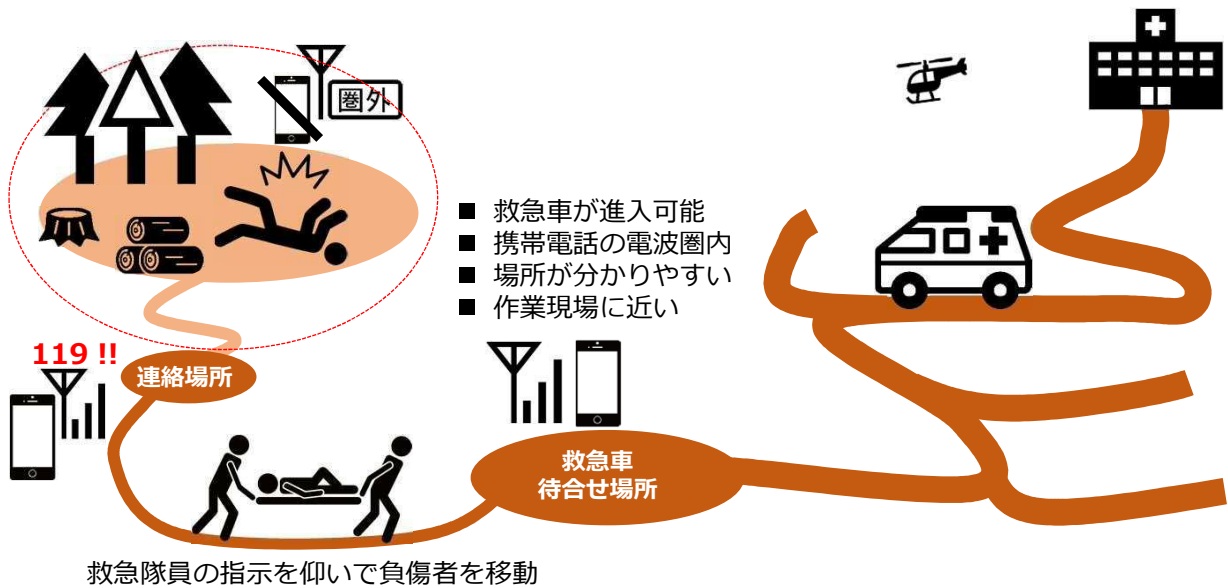 圏外
■ 救急車が進入可能
■ 携帯電話の電波圏内
■ 場所が分かりやすい
■ 作業現場に近い
119 !!
連絡場所
救急車
待合せ場所
救急隊員の指示を仰いで負傷者を移動